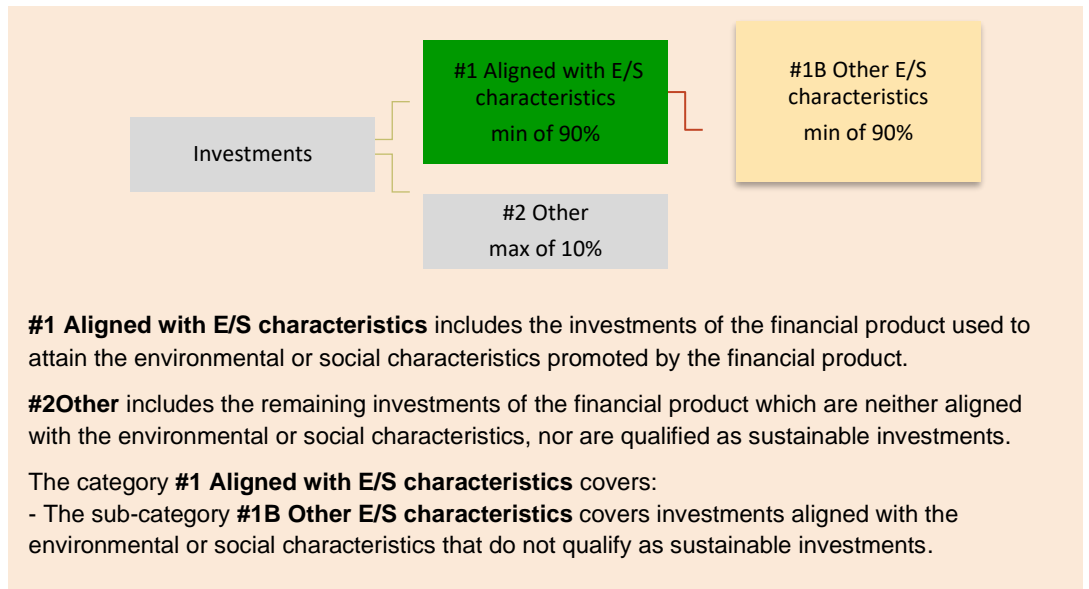 #1 Aligned with E/S
characteristics
min of 90%
#1B Other E/S
characteristics
min of 90%
Investments
#2 Other
max of 10%
#1 Aligned with E/S characteristics includes the investments of the financial product used to
attain the environmental or social characteristics promoted by the financial product.
#2Other includes the remaining investments of the financial product which are neither aligned
with the environmental or social characteristics, nor are qualified as sustainable investments.
The category #1 Aligned with E/S characteristics covers:
- The sub-category #1B Other E/S characteristics covers investments aligned with the
environmental or social characteristics that do not qualify as sustainable investments.